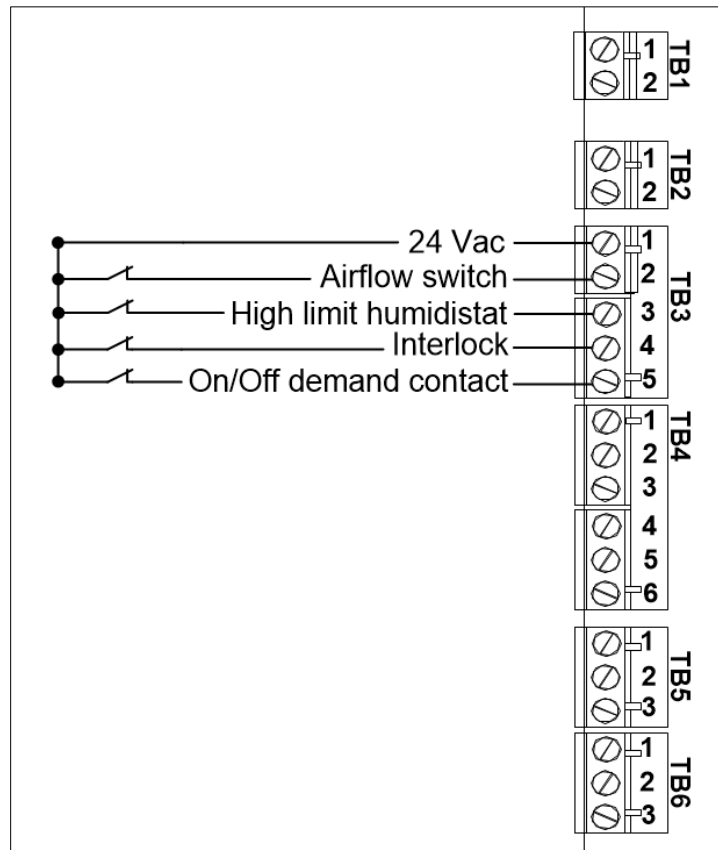 1
2
TB1
1
2
TB2
24 Vac 1
Airflow switch 2
High limit humidistat 3
Interlock 4
On/Off demand contact 5
TB3
1
2
3
4
5
6
TB4
1
2
3
TB5
1
2
3
TB6